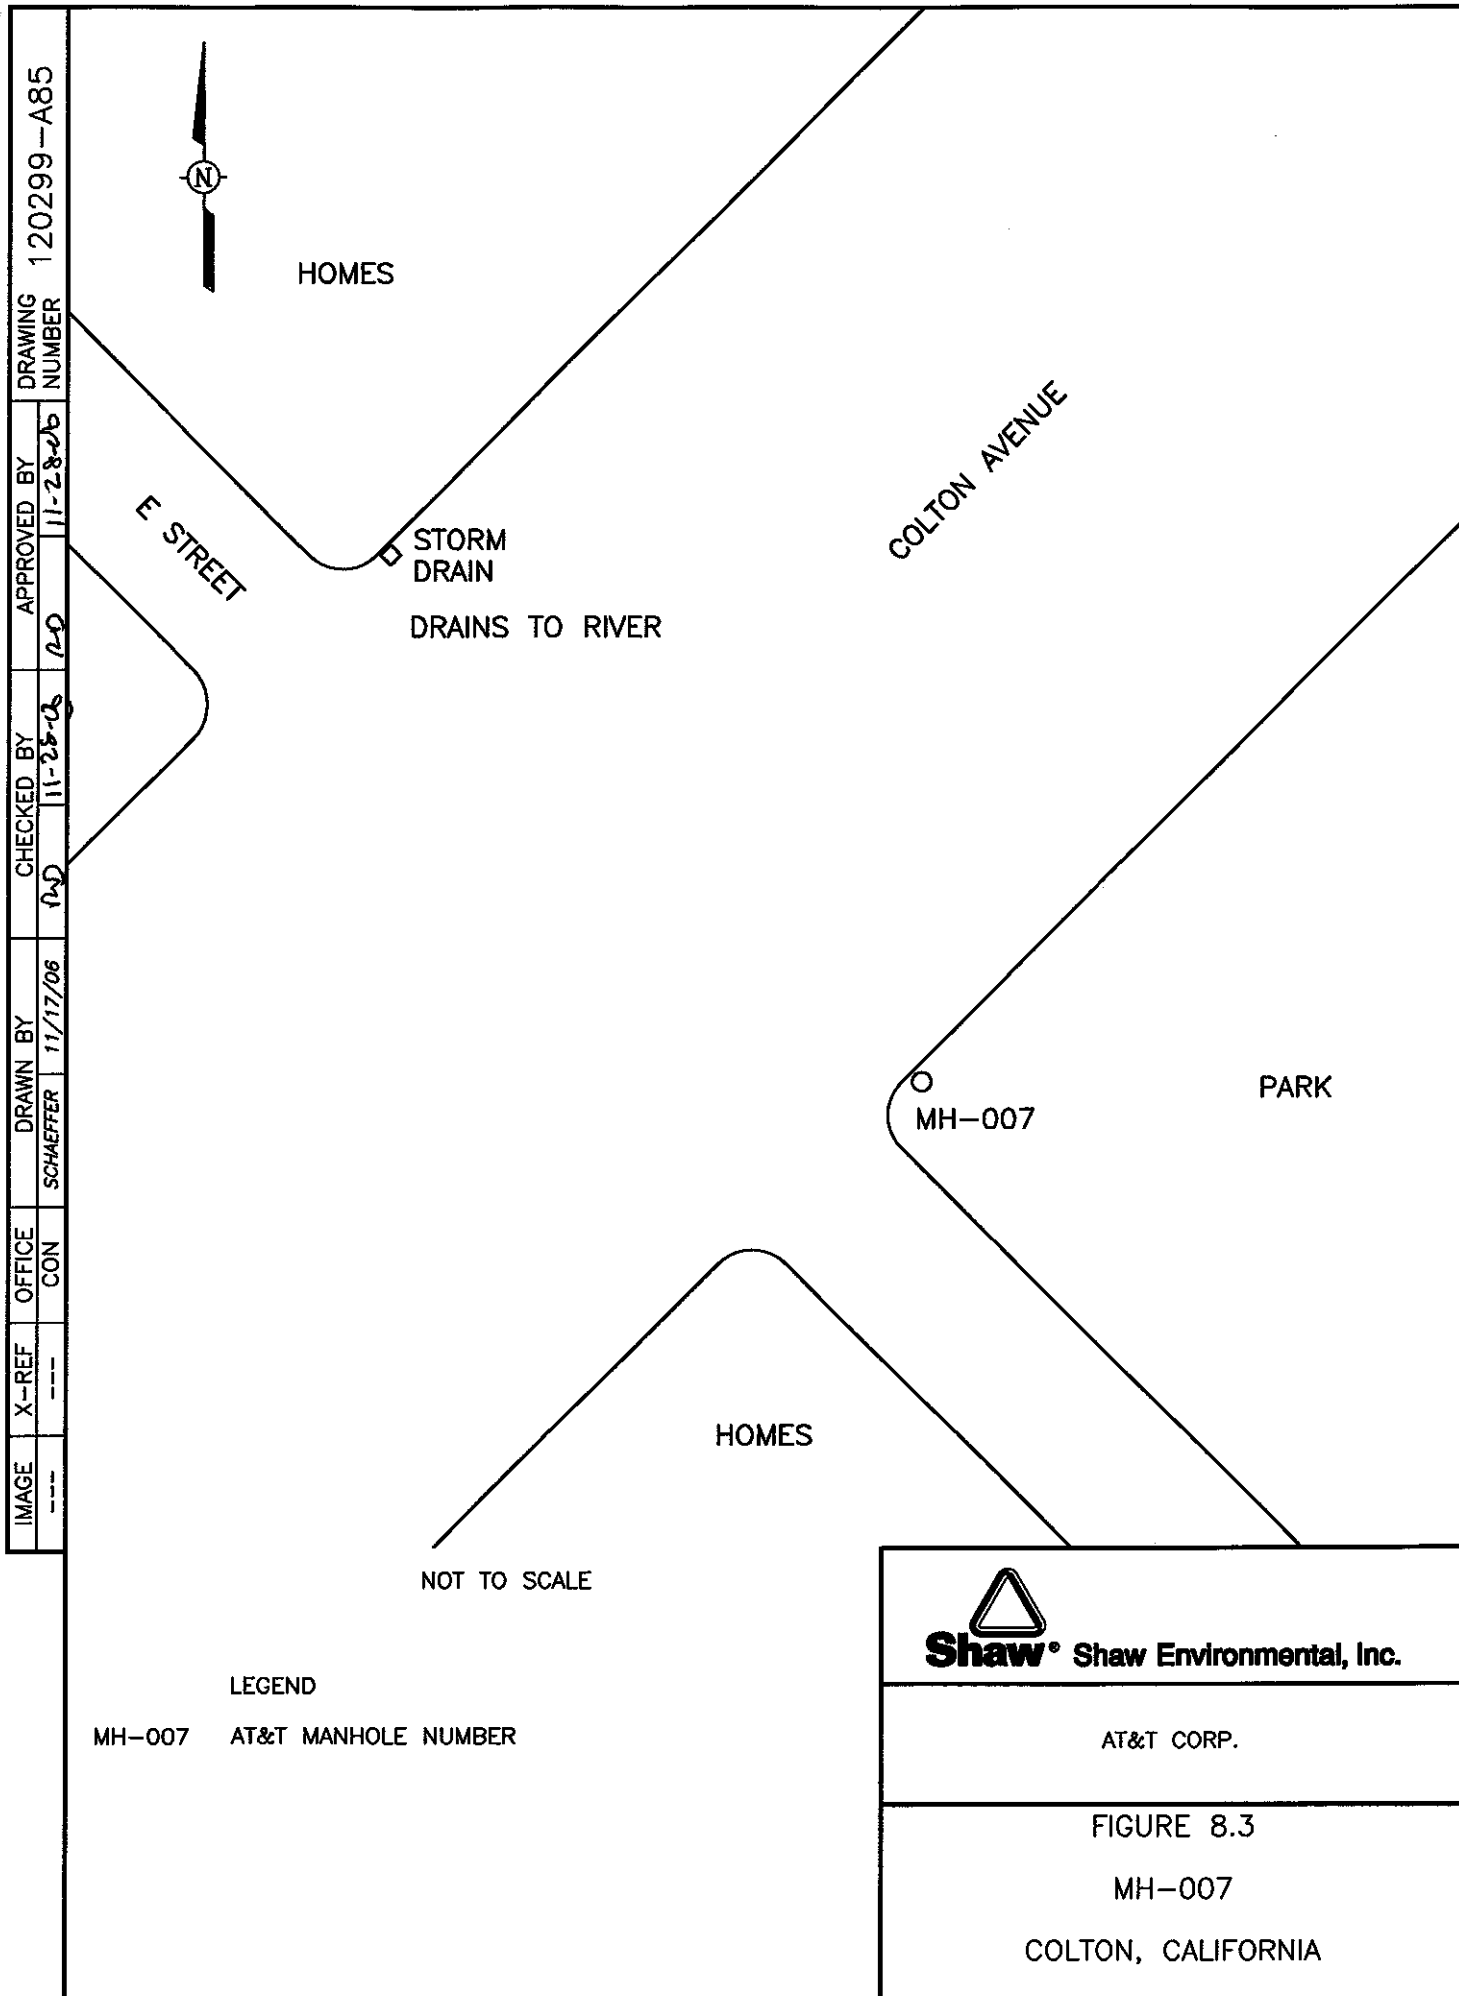 DRAWING NUMBER 120299-A85
APPROVED BY
11-28-06
CHECKED BY
11-28-06
DRAWN BY
SCHAEFFER 11/17/06
OFFICE
CON
X-REF
---
IMAGE
---
N
HOMES
E STREET
STORM
DRAIN
DRAINS TO RIVER
COLTON AVENUE
MH-007
PARK
HOMES
NOT TO SCALE
LEGEND
MH-007 AT&T MANHOLE NUMBER
Shaw® Shaw Environmental, Inc.
AT&T CORP.
FIGURE 8.3
MH-007
COLTON, CALIFORNIA